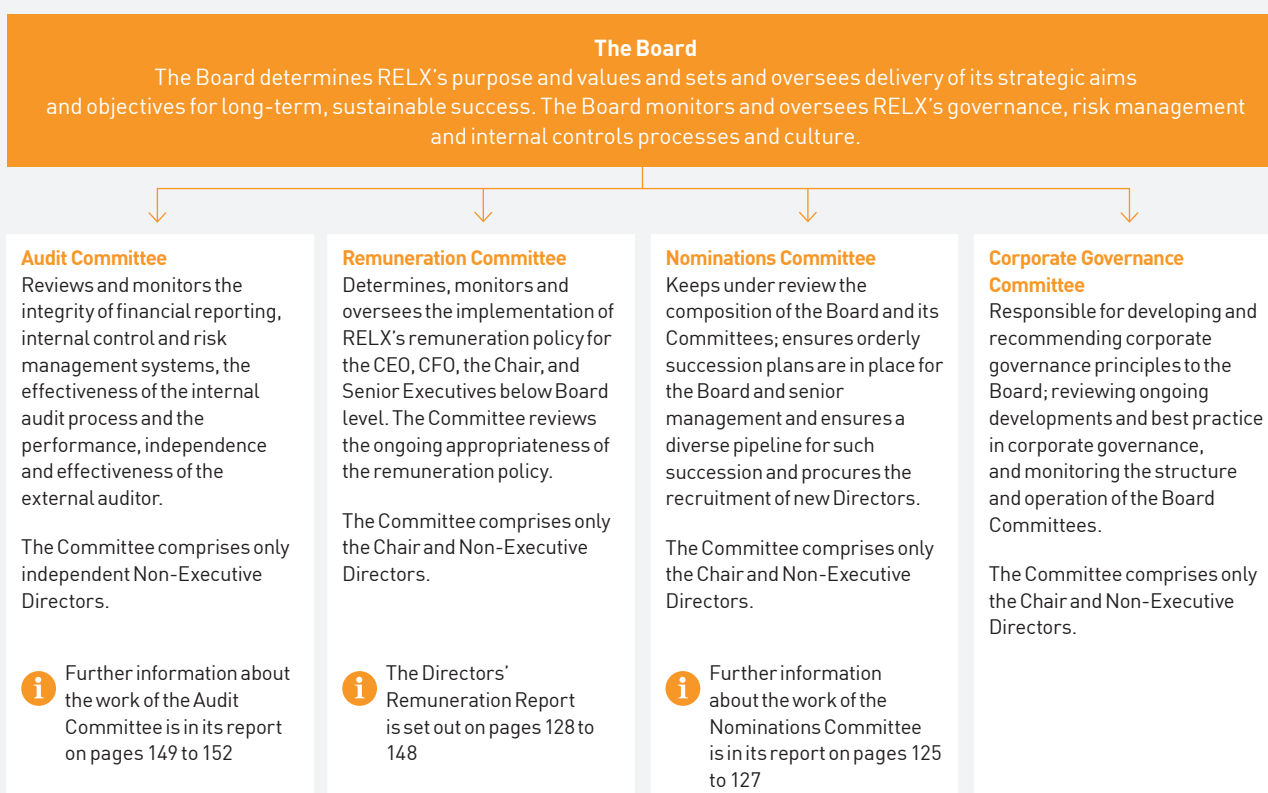 The Board
The Board determines RELX's purpose and values and sets and oversees delivery of its strategic aims
and objectives for long-term, sustainable success. The Board monitors and oversees RELX's governance, risk management
and internal controls processes and culture.
Audit Committee
Reviews and monitors the
integrity of financial reporting,
internal control and risk
management systems, the
effectiveness of the internal
audit process and the
performance, independence
and effectiveness of the
external auditor.
The Committee comprises only
independent Non-Executive
Directors.
i
Further information about
the work of the Audit
Committee is in its report
on pages 149 to 152
Remuneration Committee
Determines, monitors and
oversees the implementation of
RELX's remuneration policy for
the CEO, CFO, the Chair, and
Senior Executives below Board
level. The Committee reviews
the ongoing appropriateness of
the remuneration policy.
The Committee comprises only
the Chair and Non-Executive
Directors.
i
The Directors'
Remuneration Report
is set out on pages 128 to
148
Nominations Committee
Keeps under review the
composition of the Board and its
Committees; ensures orderly
succession plans are in place for
the Board and senior
management and ensures a
diverse pipeline for such
succession and procures the
recruitment of new Directors.
The Committee comprises only
the Chair and Non-Executive
Directors.
i
Further information
about the work of the
Nominations Committee
is in its report on pages 125
to 127
Corporate Governance
Committee
Responsible for developing and
recommending corporate
governance principles to the
Board; reviewing ongoing
developments and best practice
in corporate governance,
and monitoring the structure
and operation of the Board
Committees.
The Committee comprises only
the Chair and Non-Executive
Directors.